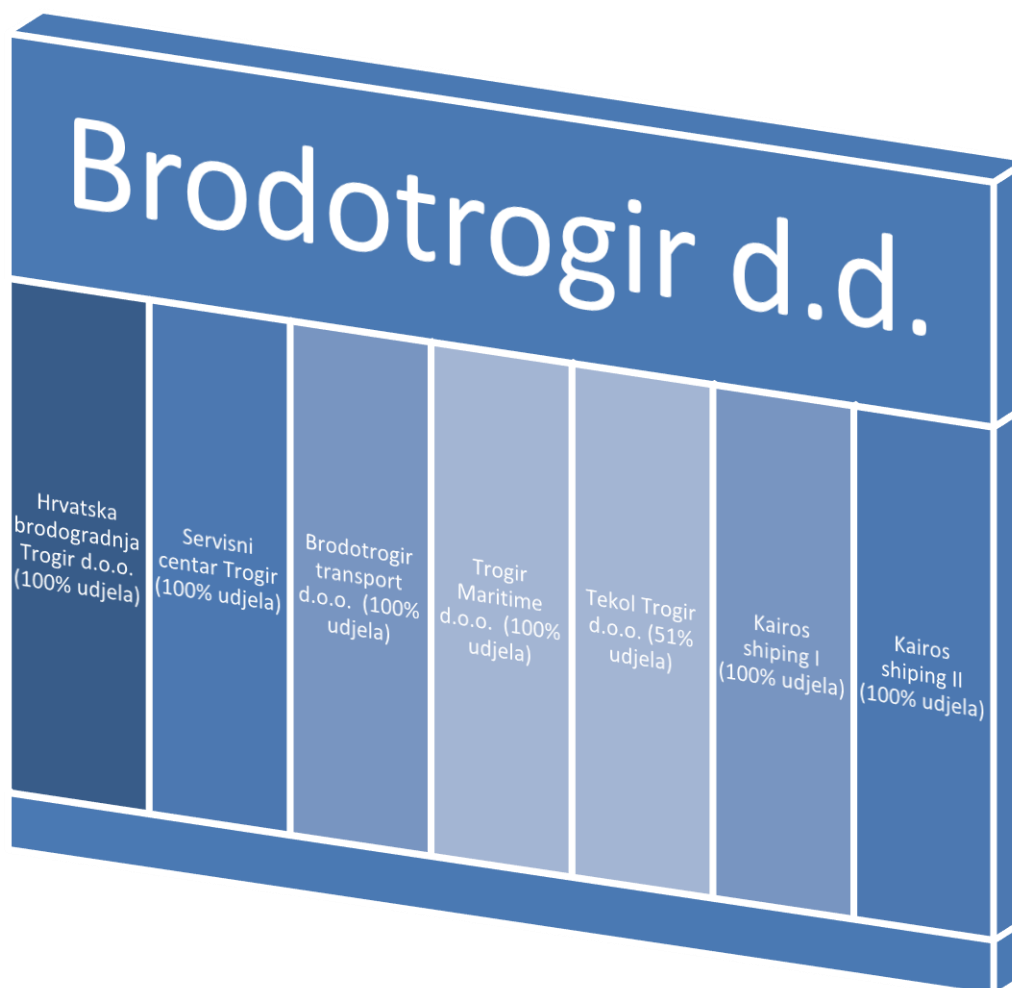 Brodotrogir d.d.
Hrvatska
brodogradnja
Trogir d.o.o.
(100% udjela)
Servisni
centar Trogir
(100% udjela)
Brodotrogir
transport
d.o.o. (100%
udjela)
Trogir
Maritime
d.o.o. (100%
udjela)
Tekol Trogir
d.o.o. (51%
udjela)
Kairos
shiping I
(100% udjela)
Kairos
shiping II
(100% udjela)